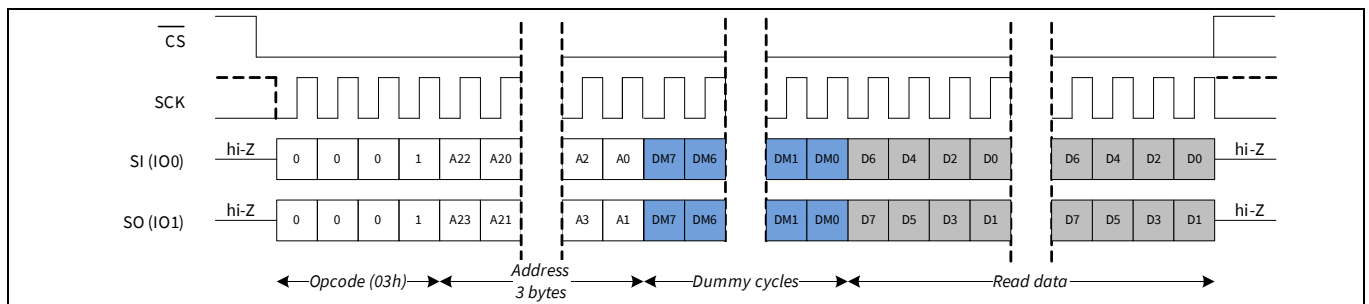 CS
SCK
SI (IO0) hi-Z 0 0 0 1 A22 A20 A2 A0 DM7 DM6 DM1 DM0 D6 D4 D2 D0 D6 D4 D2 D0 hi-Z
SO (IO1) hi-Z 0 0 0 1 A23 A21 A3 A1 DM7 DM6 DM1 DM0 D7 D5 D3 D1 D7 D5 D3 D1 hi-Z
Opcode (03h) Address Dummy cycles Read data
3 bytes